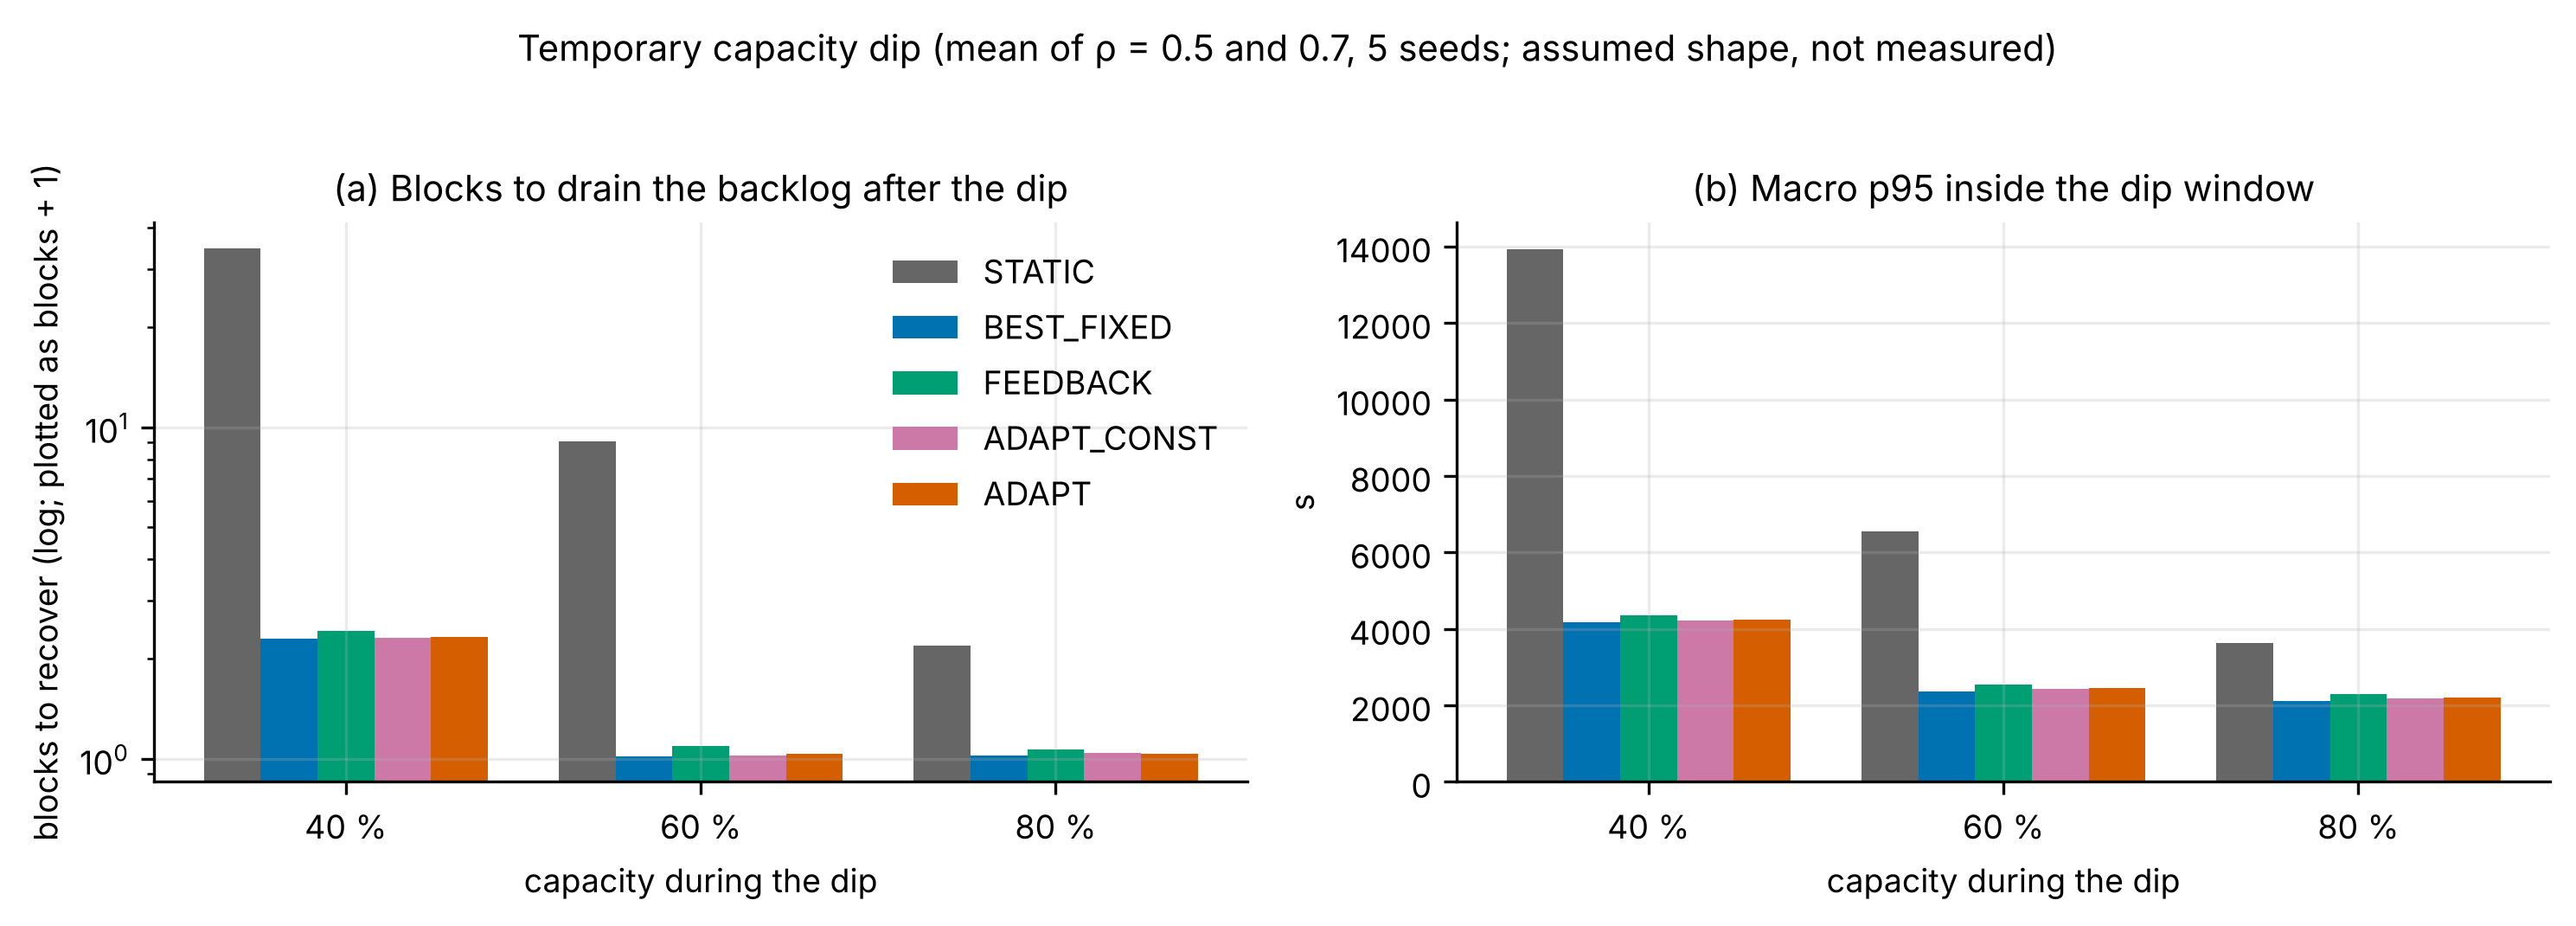 Temporary capacity dip (mean of ρ = 0.5 and 0.7, 5 seeds; assumed shape, not measured)
(a) Blocks to drain the backlog after the dip
blocks to recover (log; plotted as blocks + 1)
10¹
10⁰
STATIC
BEST_FIXED
FEEDBACK
ADAPT_CONST
ADAPT
40 %
60 %
80 %
capacity during the dip
(b) Macro p95 inside the dip window
s
14000
12000
10000
8000
6000
4000
2000
0
40 %
60 %
80 %
capacity during the dip